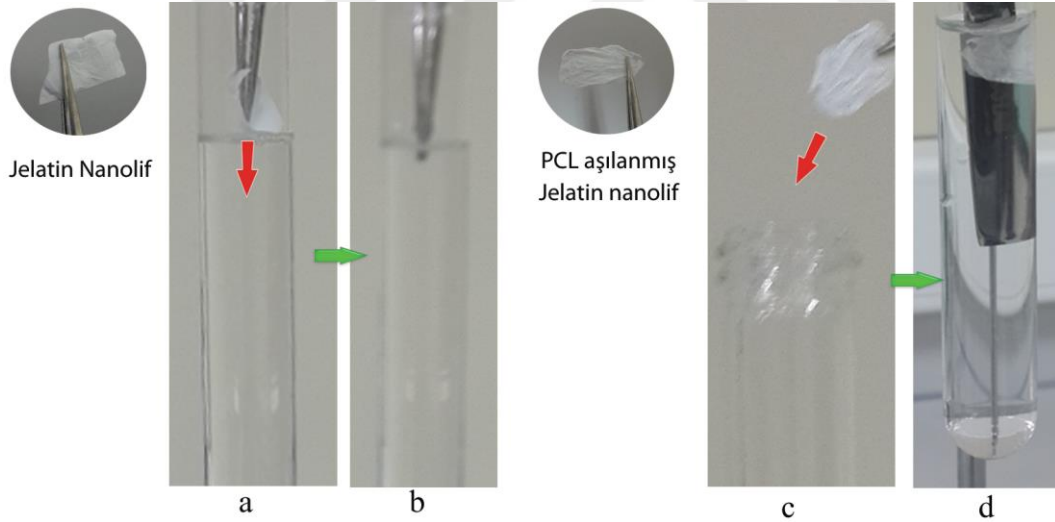 Jelatin Nanolif
PCL aşılanmış
Jelatin nanolif
a
b
c
d